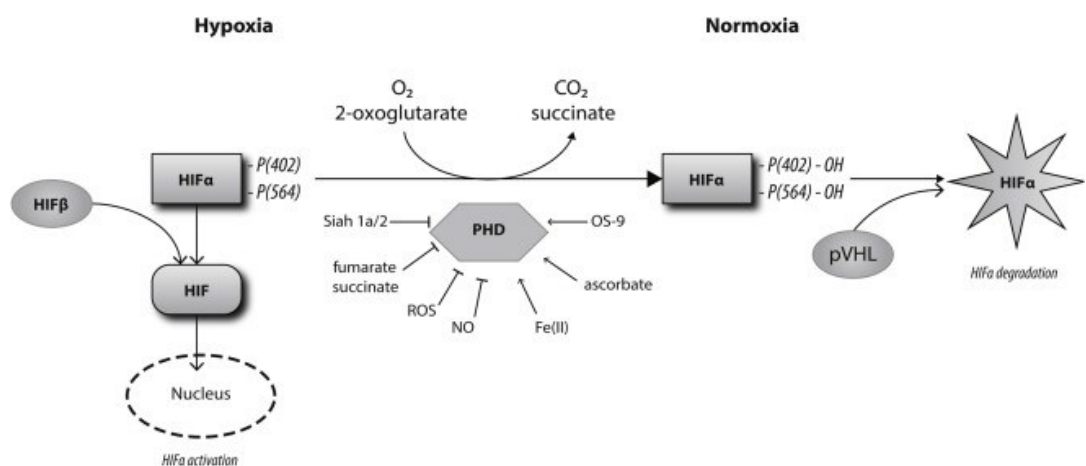 Hypoxia
Normoxia
O₂
2-oxoglutarate
CO₂
succinate
HIFα
- P(402)
- P(564)
HIFα
- P(402) - OH
- P(564) - OH
HIFα
HIFβ
Siah 1a/2
PHD
OS-9
pVHL
fumarate
succinate
ROS
NO
Fe(II)
ascorbate
HIFα degradation
HIF
Nucleus
HIFα activation